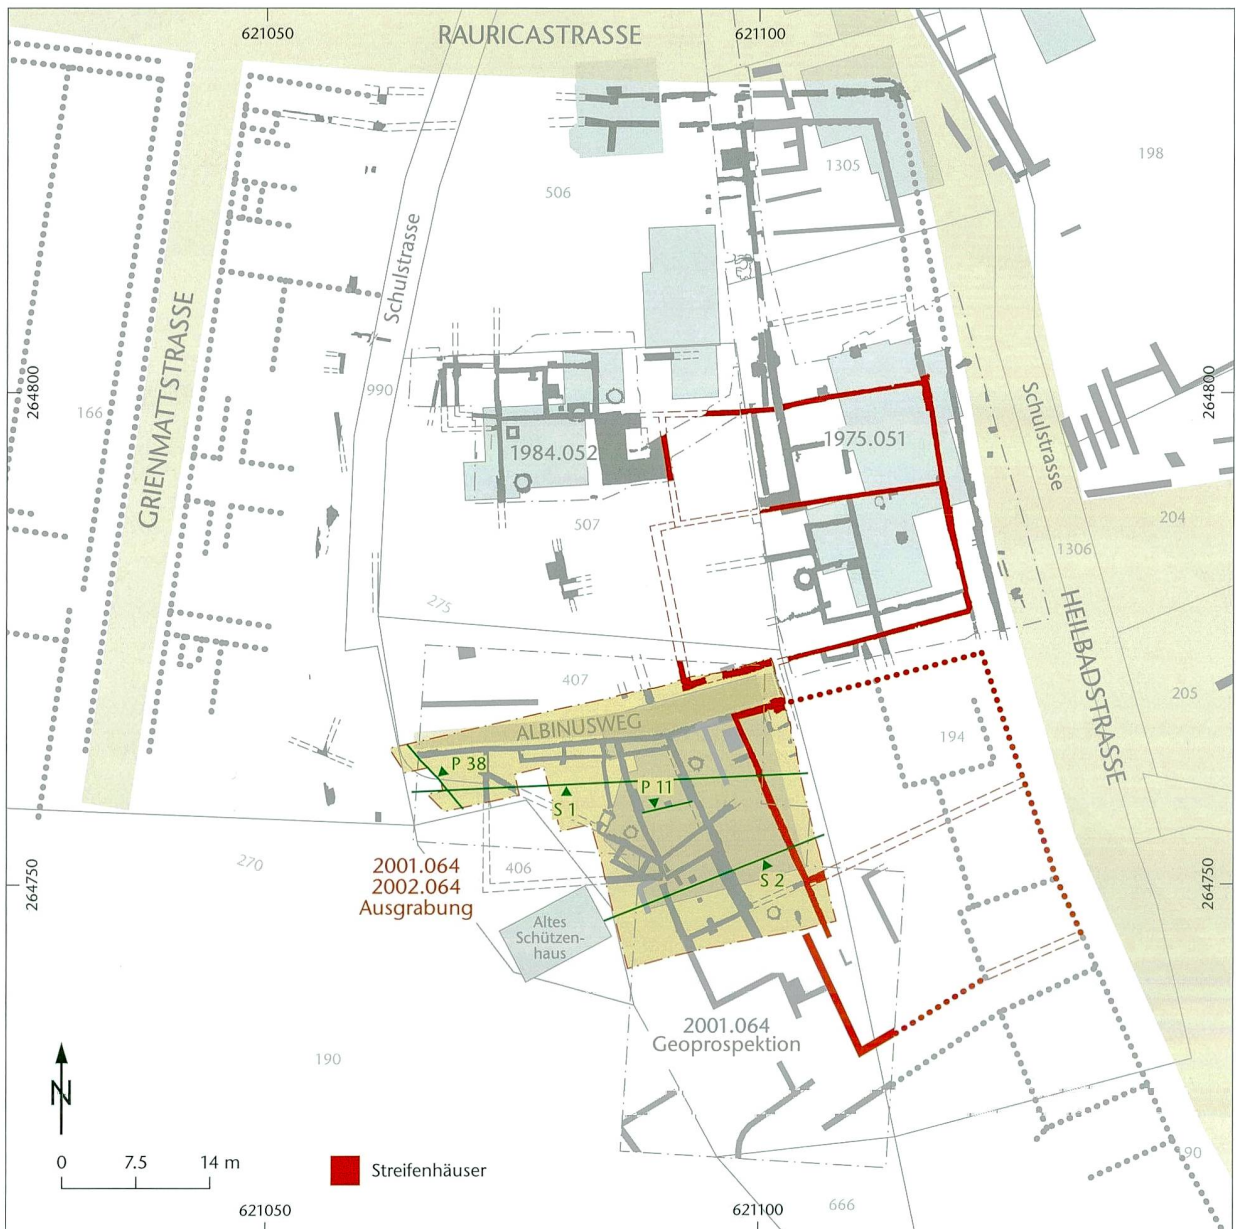 621050
621100
RAURICASTRASSE
198
1305
506
Schulstrasse
GRIENMATTSTRASSE
264800
264800
166
990
1984.052
1975.051
Schulstrasse
507
204
1306
275
HEILBADSTRASSE
407
205
ALBINUSWEG
194
P 38
P 11
S 1
264750
264750
270
2001.064
2002.064
Ausgrabung
406
S 2
Altes
Schützen-
haus
2001.064
Geoprospektion
190
N
0 7.5 14 m
Streifenhäuser
90
666
621050
621100